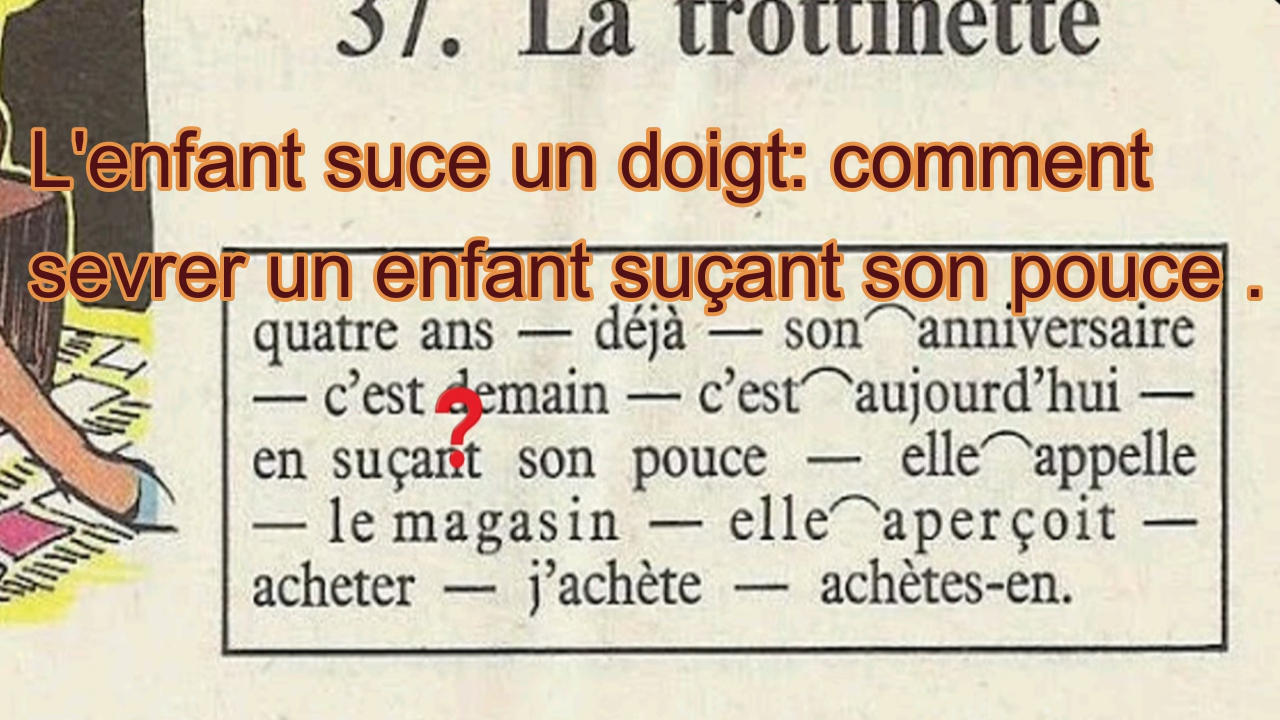 37. La trottinette
L'enfant suce un doigt: comment
sevrer un enfant suçant son pouce .
quatre ans — déjà — son‿anniversaire
— c'est demain — c'est‿aujourd'hui —
?
en suçant son pouce — elle‿appelle
— le magasin — elle‿aperçoit —
acheter — j'achète — achètes-en.